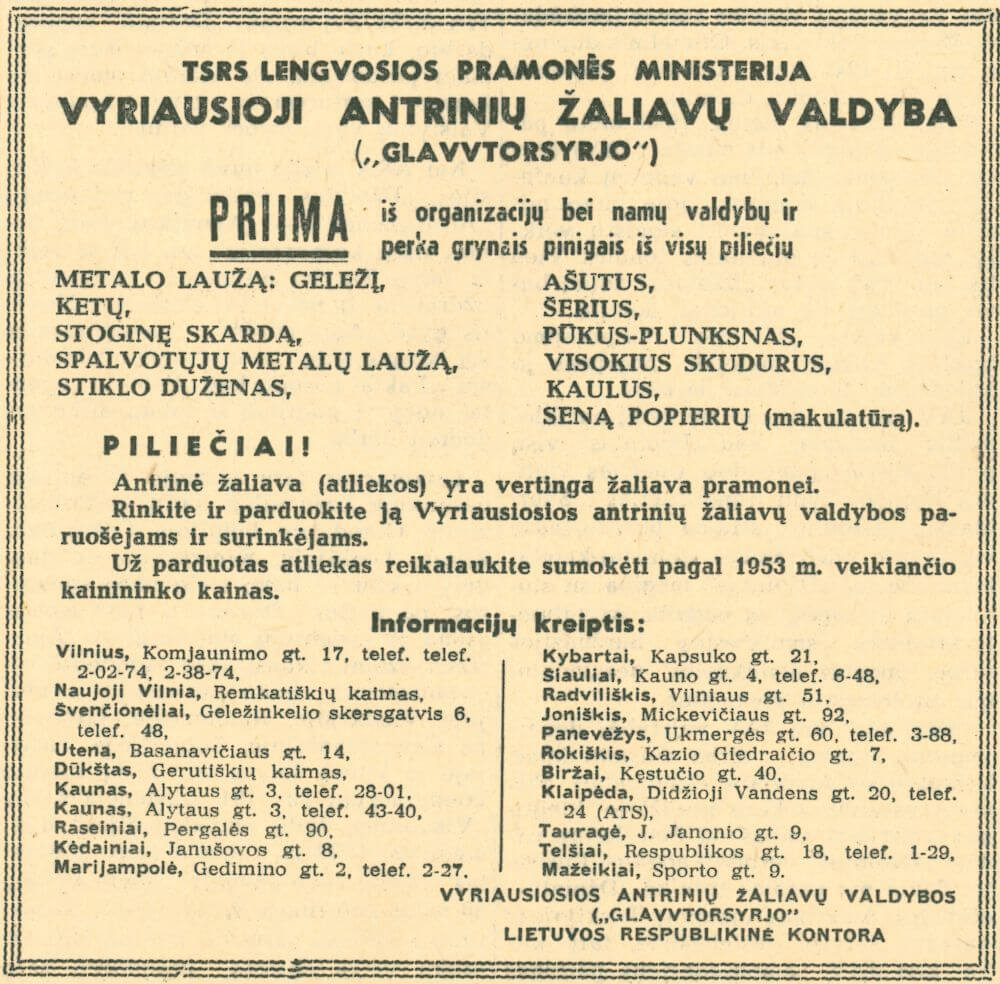 TSRS LENGVOSIOS PRAMONĖS MINISTERIJA
VYRIAUSIOJI ANTRINIŲ ŽALIAVŲ VALDYBA
(„GLAVVTORSYRJO")
PRIIMA iš organizacijų bei namų valdybų ir
perka grynais pinigais iš visų piliečių
METALO LAUŽĄ: GELEŽĮ,
KETŲ,
STOGINĘ SKARDĄ,
SPALVOTŲJŲ METALŲ LAUŽĄ,
STIKLO DUŽENAS,
AŠUTUS,
ŠERIUS,
PŪKUS-PLUNKSNAS,
VISOKIUS SKUDURUS,
KAULUS,
SENĄ POPIERIŲ (makulatūrą).
PILIEČIAI!
Antrinė žaliava (atliekos) yra vertinga žaliava pramonei.
Rinkite ir parduokite ją Vyriausiosios antrinių žaliavų valdybos pa-
ruošėjams ir surinkėjams.
Už parduotas atliekas reikalaukite sumokėti pagal 1953 m. veikiančio
kainininko kainas.
Informacijų kreiptis:
Vilnius, Komjaunimo gt. 17, telef. telef.
2-02-74, 2-38-74,
Naujoji Vilnia, Remkatiškių kaimas,
Švenčionėliai, Geležinkelio skersgatvis 6,
telef. 48,
Utena, Basanavičiaus gt. 14,
Dūkštas, Gerutiškių kaimas,
Kaunas, Alytaus gt. 3, telef. 28-01,
Kaunas, Alytaus gt. 3, telef. 43-40,
Raseiniai, Pergalės gt. 90,
Kėdainiai, Janušovos gt. 8,
Marijampolė, Gedimino gt. 2, telef. 2-27.
Kybartai, Kapsuko gt. 21,
Šiauliai, Kauno gt. 4, telef. 6-48,
Radviliškis, Vilniaus gt. 51,
Joniškis, Mickevičiaus gt. 92,
Panevėžys, Ukmergės gt. 60, telef. 3-88,
Rokiškis, Kazio Giedraičio gt. 7,
Biržai, Kęstučio gt. 40,
Klaipėda, Didžioji Vandens gt. 20, telef.
24 (ATS),
Tauragė, J. Janonio gt. 9,
Telšiai, Respublikos gt. 18, telef. 1-29,
Mažeikiai, Sporto gt. 9.
VYRIAUSIOSIOS ANTRINIŲ ŽALIAVŲ VALDYBOS
(„GLAVVTORSYRJO"
LIETUVOS RESPUBLIKINĖ KONTORA